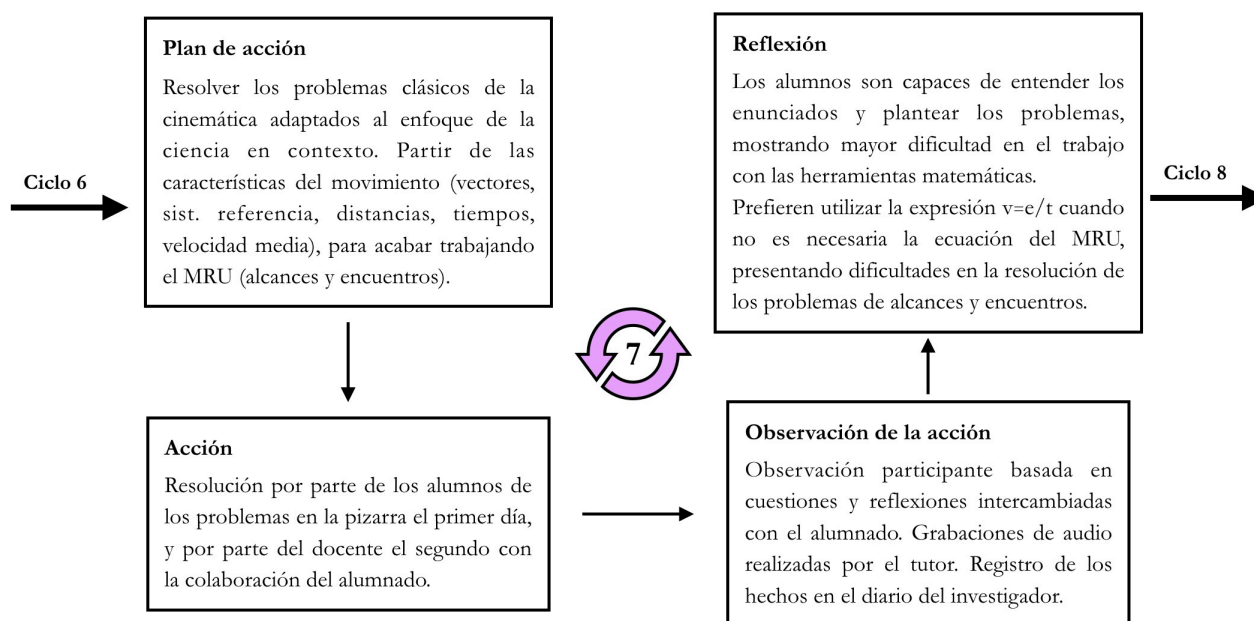 Ciclo 6
Plan de acción
Resolver los problemas clásicos de la
cinemática adaptados al enfoque de la
ciencia en contexto. Partir de las
características del movimiento (vectores,
sist. referencia, distancias, tiempos,
velocidad media), para acabar trabajando
el MRU (alcances y encuentros).
Acción
Resolución por parte de los alumnos de
los problemas en la pizarra el primer día,
y por parte del docente el segundo con
la colaboración del alumnado.
7
Observación de la acción
Observación participante basada en
cuestiones y reflexiones intercambiadas
con el alumnado. Grabaciones de audio
realizadas por el tutor. Registro de los
hechos en el diario del investigador.
Reflexión
Los alumnos son capaces de entender los
enunciados y plantear los problemas,
mostrando mayor dificultad en el trabajo
con las herramientas matemáticas.
Prefieren utilizar la expresión v=e/t cuando
no es necesaria la ecuación del MRU,
presentando dificultades en la resolución de
los problemas de alcances y encuentros.
Ciclo 8